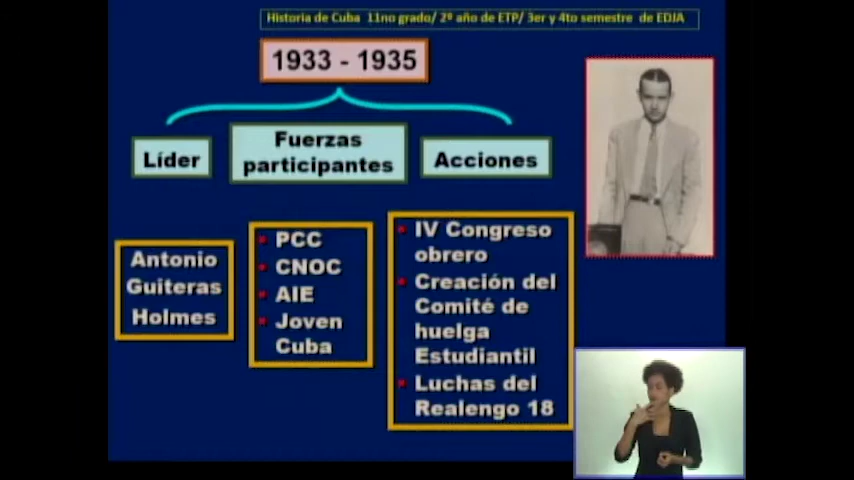 Historia de Cuba 11no grado/ 2º año de ETP/ 3er y 4to semestre de EDJA
1933 - 1935
Líder
Fuerzas
participantes
Acciones
Antonio
Guiteras
Holmes
PCC
CNOC
AIE
Joven
Cuba
IV Congreso
obrero
Creación del
Comité de
huelga
Estudiantil
Luchas del
Realengo 18